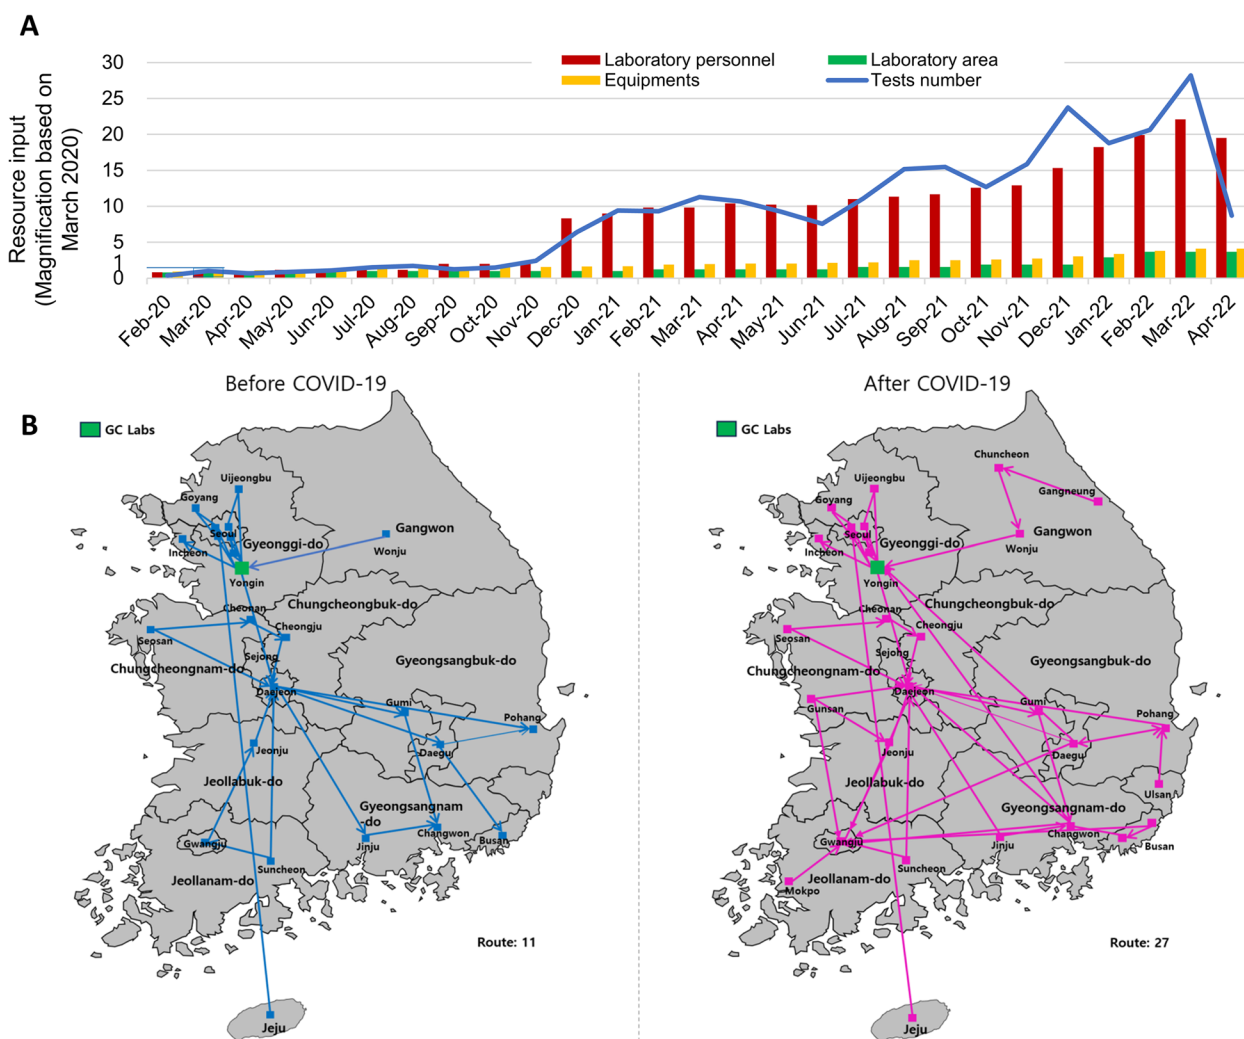 A
Resource input
(Magnification based on
March 2020)
30
25
20
15
10
5
1
0
Laboratory personnel
Laboratory area
Equipments
Tests number
Feb-20
Mar-20
Apr-20
May-20
Jun-20
Jul-20
Aug-20
Sep-20
Oct-20
Nov-20
Dec-20
Jan-21
Feb-21
Mar-21
Apr-21
May-21
Jun-21
Jul-21
Aug-21
Sep-21
Oct-21
Nov-21
Dec-21
Jan-22
Feb-22
Mar-22
Apr-22
B
Before COVID-19
GC Labs
Uijeongbu
Goyang
Seoul
Gangwon
Gyeonggi-do
Incheon
Wonju
Yongin
Chungcheongbuk-do
Cheonan
Cheongju
Seosan
Sejong
Gyeongsangbuk-do
Chungcheongnam-do
Daejeon
Gumi
Pohang
Jeonju
Daegu
Jeollabuk-do
Gyeongsangnam
-do
Changwon
Busan
Gwangju
Jinju
Suncheon
Jeollanam-do
Route: 11
Jeju
After COVID-19
GC Labs
Chuncheon
Uijeongbu
Gangneung
Goyang
Seoul
Gangwon
Gyeonggi-do
Incheon
Wonju
Yongin
Chungcheongbuk-do
Cheonan
Cheongju
Seosan
Sejong
Gyeongsangbuk-do
Chungcheongnam-do
Daejeon
Gunsan
Gumi
Pohang
Jeonju
Daegu
Jeollabuk-do
Ulsan
Gyeongsangnam-do
Changwon
Gwangju
Jinju
Busan
Suncheon
Jeollanam-do
Mokpo
Route: 27
Jeju